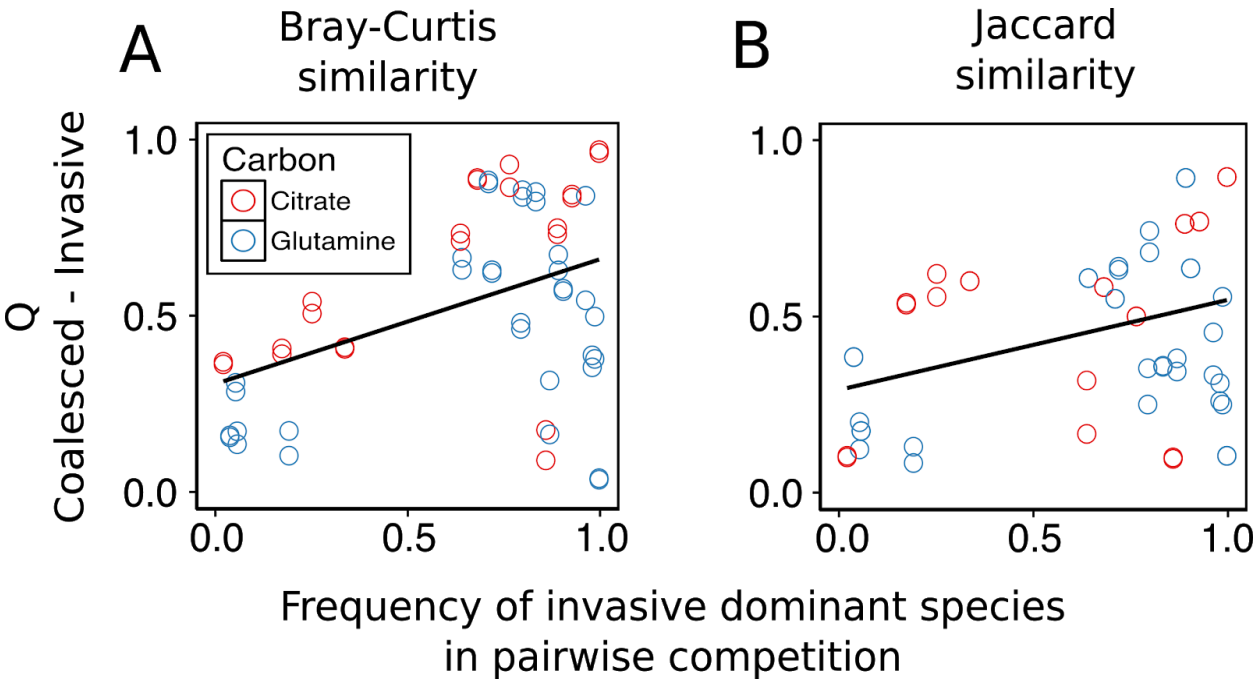 A
Bray-Curtis
similarity
B
Jaccard
similarity
Q
Coalesced - Invasive
1.0
0.5
0.0
Carbon
Citrate
Glutamine
0.0
0.5
1.0
1.0
0.5
0.0
0.0
0.5
1.0
Frequency of invasive dominant species
in pairwise competition